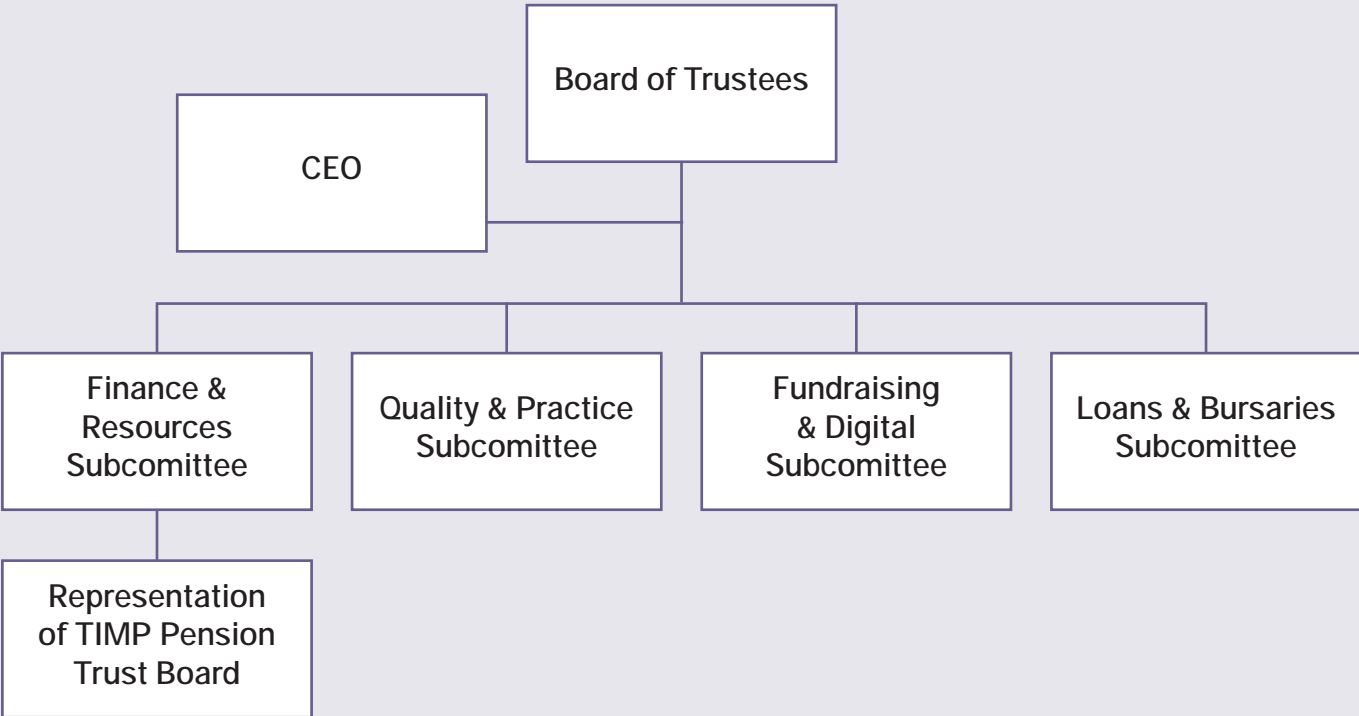 Board of Trustees
CEO
Finance &
Resources
Subcomittee
Quality & Practice
Subcomittee
Fundraising
& Digital
Subcomittee
Loans & Bursaries
Subcomittee
Representation
of TIMP Pension
Trust Board